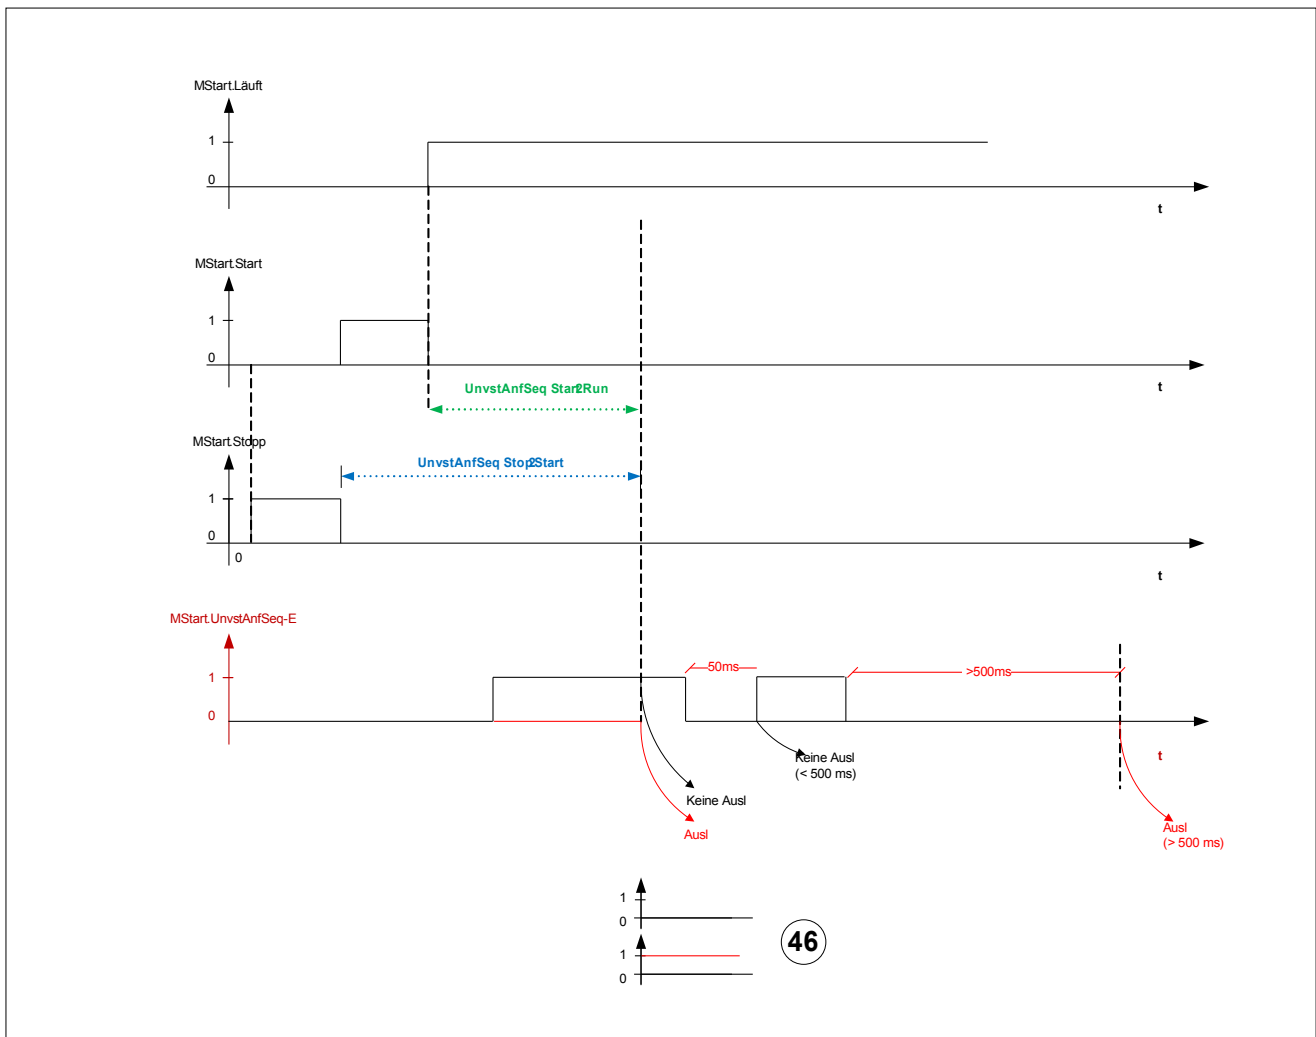 MStart.Läuft
1
0
t
MStart.Start
1
0
t
UnvstAnfSeq Start2Run
MStart.Stopp
UnvstAnfSeq Stop2Start
1
0
0
t
MStart.UnvstAnfSeq-E
50ms
>500ms
1
0
t
Keine Ausl
(< 500 ms)
Keine Ausl
Ausl
Ausl
(> 500 ms)
1
0
46
1
0